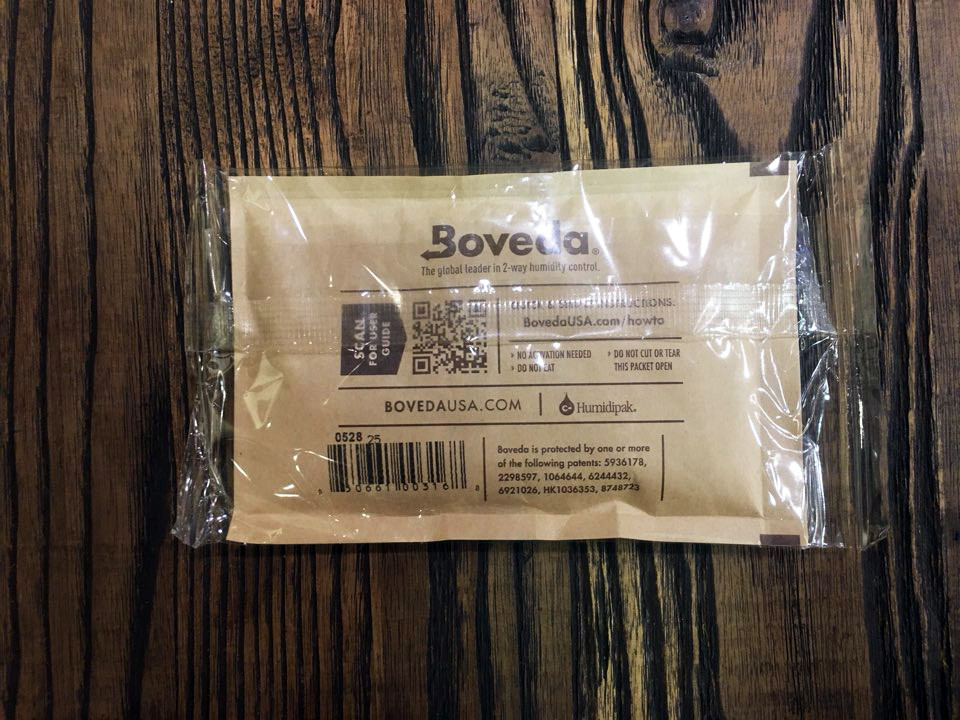 Boveda®
The global leader in 2-way humidity control.
SCAN
FOR USER
GUIDE
INSTRUCTIONS:
BovedaUSA.com/howto
› NO ACTIVATION NEEDED
› DO NOT EAT
› DO NOT CUT OR TEAR
THIS PACKET OPEN
BOVEDAUSA.COM
Humidipak®
0528 25
Boveda is protected by one or more
of the following patents: 5936178,
2298597, 1064644, 6244432,
6921026, HK1036353, 8748723